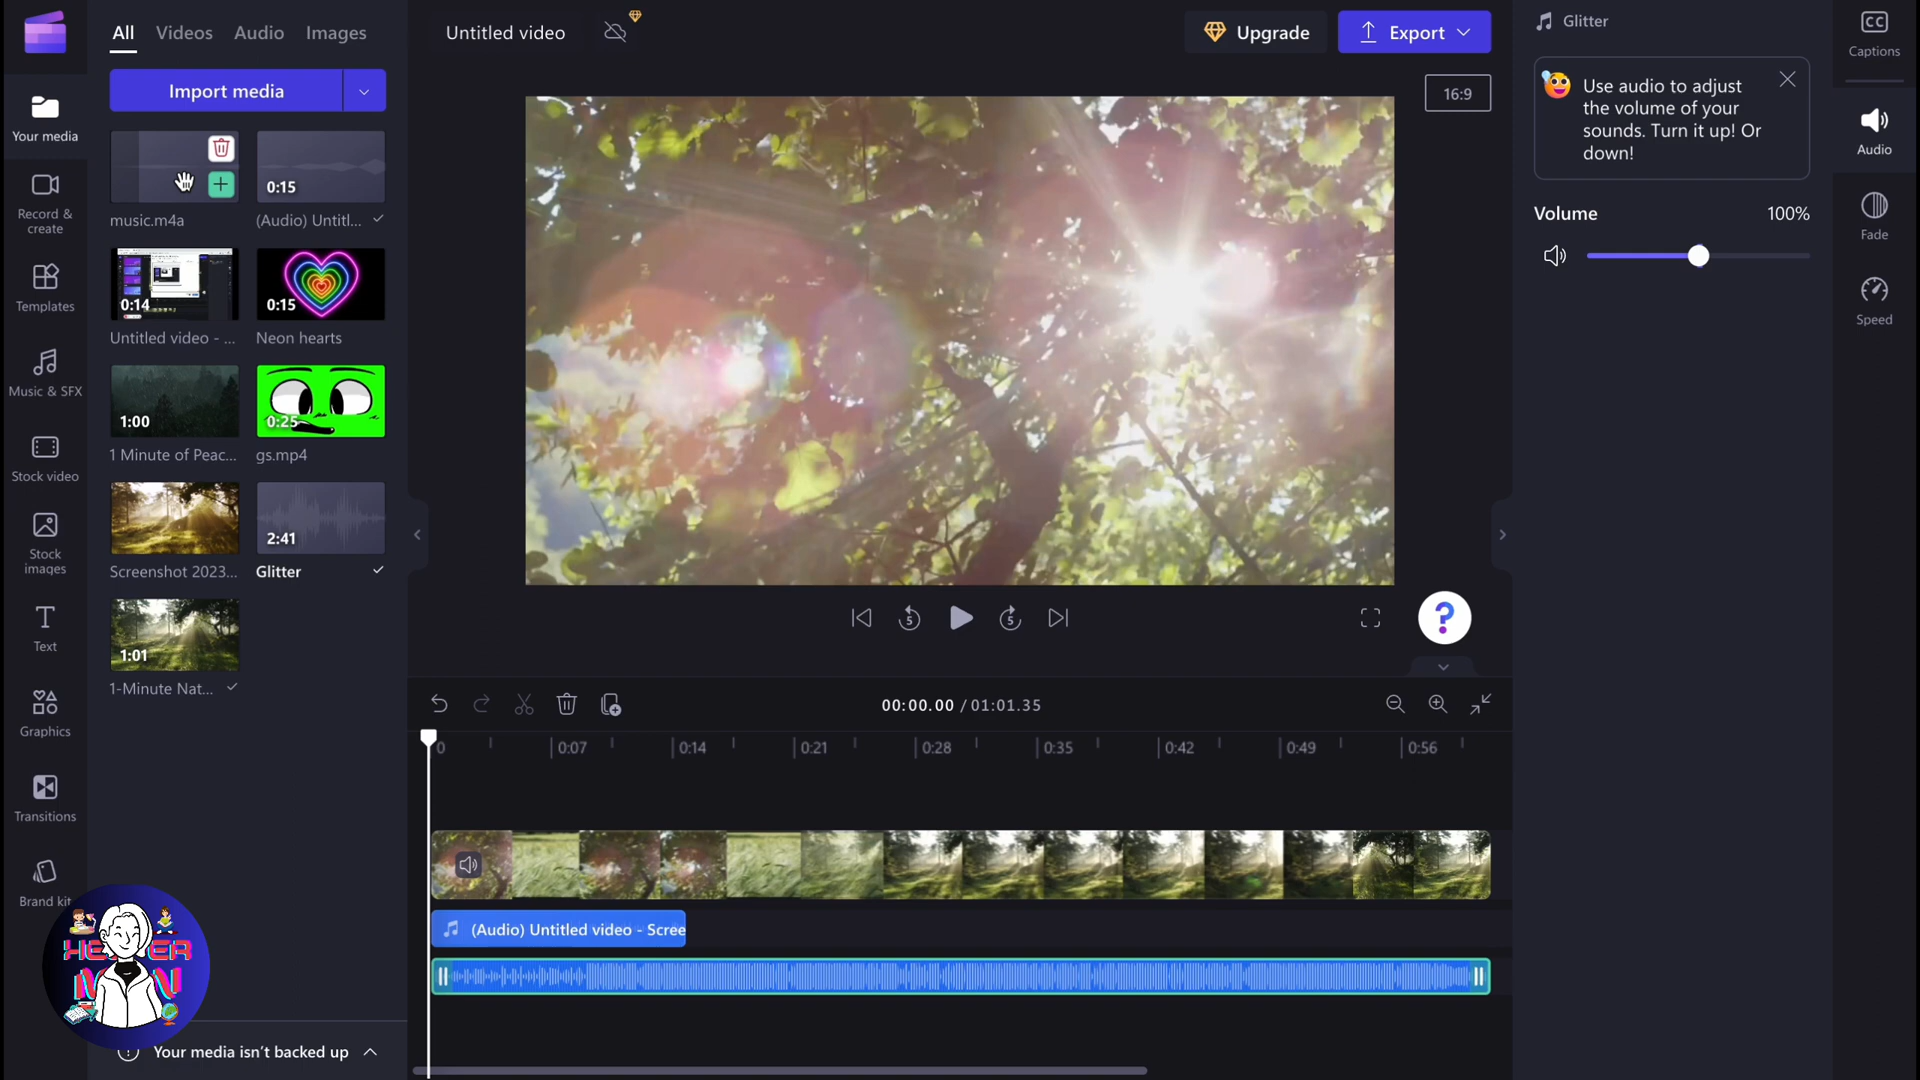 All
Videos
Audio
Images
Import media
Your media
Record &
create
Templates
Music & SFX
Stock video
Stock
images
Text
Graphics
Transitions
Brand kit
music.m4a
0:15
(Audio) Untitl...
0:14
Untitled video - ...
0:15
Neon hearts
1:00
1 Minute of Peac...
0:25
gs.mp4
Screenshot 2023...
2:41
Glitter
1:01
1-Minute Nat...
Your media isn't backed up
Untitled video
Upgrade
Export
16:9
5
5
?
00:00.00 / 01:01.35
0
0:07
0:14
0:21
0:28
0:35
0:42
0:49
0:56
(Audio) Untitled video - Scree
Glitter
Use audio to adjust
the volume of your
sounds. Turn it up! Or
down!
Volume
100%
CC
Captions
Audio
Fade
Speed